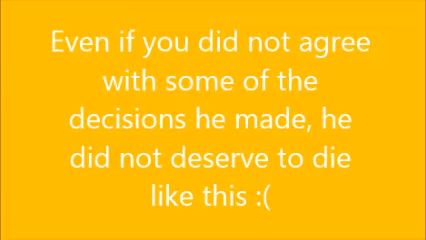 Even if you did not agree
with some of the
decisions he made, he
did not deserve to die
like this :(